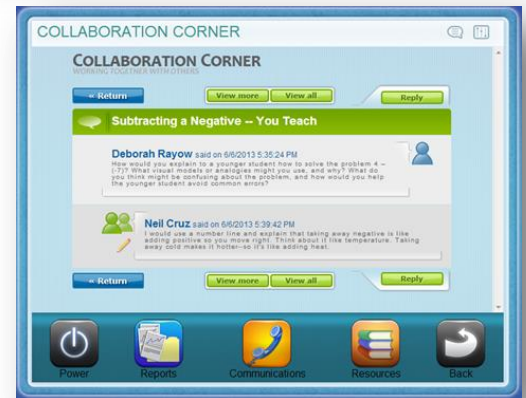 COLLABORATION CORNER
COLLABORATION CORNER
WORKING TOGETHER WITH OTHERS
« Return
View more
View all
Reply
Subtracting a Negative -- You Teach
Deborah Rayow said on 6/6/2013 5:35:24 PM
How would you explain to a younger student how to solve the problem 4 –
(-7)? What visual models or analogies might you use, and why? What do
you think might be confusing about the problem, and how would you help
the younger student avoid common errors?
Neil Cruz said on 6/6/2013 5:39:42 PM
I would use a number line and explain that taking away negative is like
adding positive so you move right. Think about it like temperature. Taking
away cold makes it hotter--so it's like adding heat.
« Return
View more
View all
Reply
Power
Reports
Communications
Resources
Back